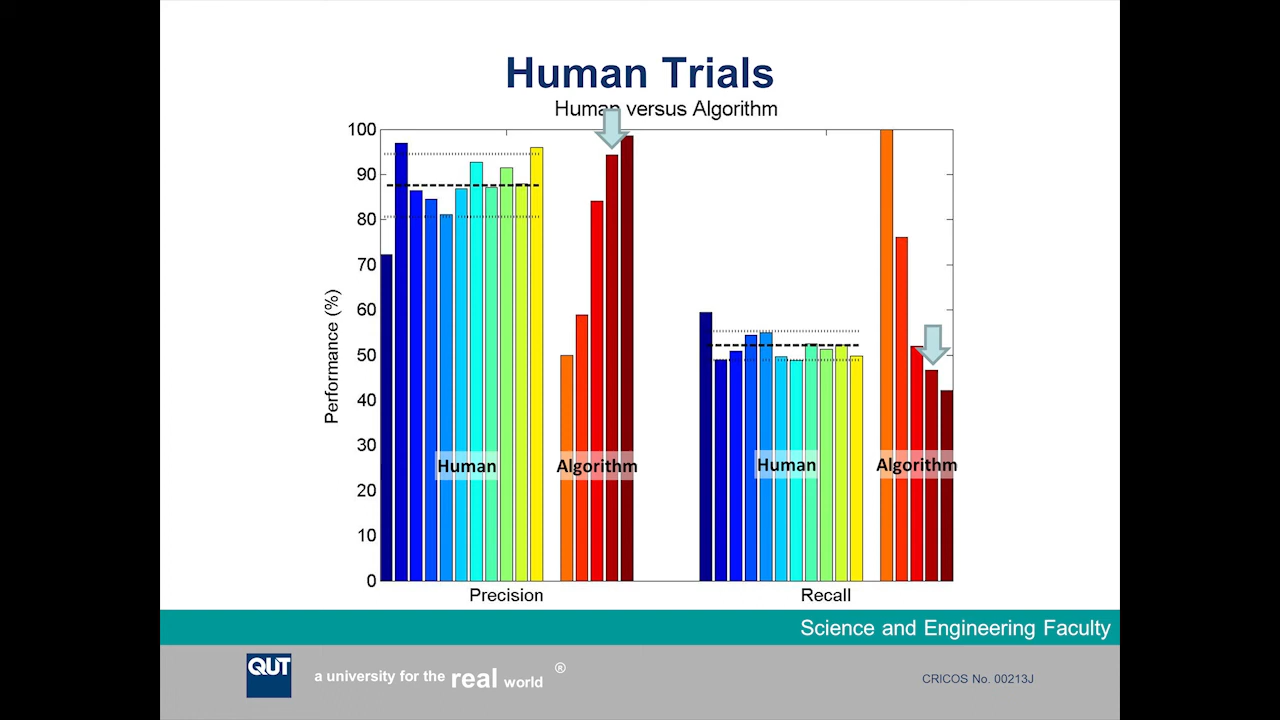 Human Trials
Human versus Algorithm
100
90
80
70
60
50
40
30
20
10
0
Performance (%)
Human
Algorithm
Human
Algorithm
Precision
Recall
Science and Engineering Faculty
QUT
a university for the real world ®
CRICOS No. 00213J